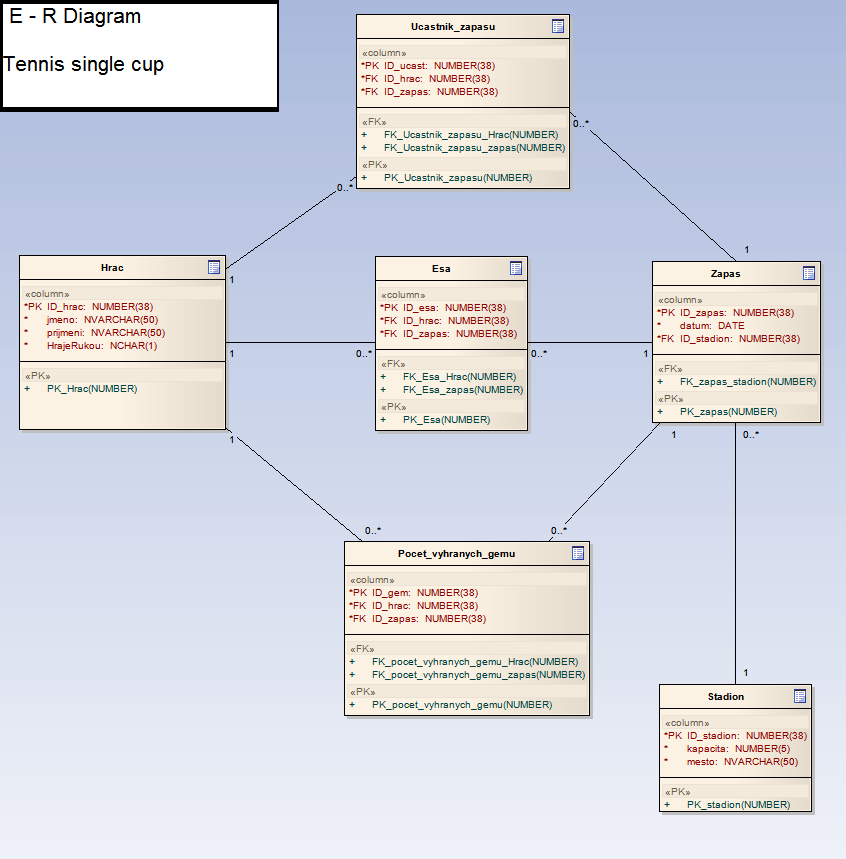 E - R Diagram
Tennis single cup
Ucastnik_zapasu
«column»
*PK ID_ucast: NUMBER(38)
*FK ID_hrac: NUMBER(38)
*FK ID_zapas: NUMBER(38)
«FK»
+ FK_Ucastnik_zapasu_Hrac(NUMBER)
+ FK_Ucastnik_zapasu_zapas(NUMBER)
«PK»
+ PK_Ucastnik_zapasu(NUMBER)
0..*
0..*
1
1
Hrac
«column»
*PK ID_hrac: NUMBER(38)
* jmeno: NVARCHAR(50)
* prijmeni: NVARCHAR(50)
* HrajeRukou: NCHAR(1)
«PK»
+ PK_Hrac(NUMBER)
1
0..*
Esa
«column»
*PK ID_esa: NUMBER(38)
*FK ID_hrac: NUMBER(38)
*FK ID_zapas: NUMBER(38)
«FK»
+ FK_Esa_Hrac(NUMBER)
+ FK_Esa_zapas(NUMBER)
«PK»
+ PK_Esa(NUMBER)
0..*
1
Zapas
«column»
*PK ID_zapas: NUMBER(38)
* datum: DATE
*FK ID_stadion: NUMBER(38)
«FK»
+ FK_zapas_stadion(NUMBER)
«PK»
+ PK_zapas(NUMBER)
1
1
0..*
0..*
0..*
Pocet_vyhranych_gemu
«column»
*PK ID_gem: NUMBER(38)
*FK ID_hrac: NUMBER(38)
*FK ID_zapas: NUMBER(38)
«FK»
+ FK_pocet_vyhranych_gemu_Hrac(NUMBER)
+ FK_pocet_vyhranych_gemu_zapas(NUMBER)
«PK»
+ PK_pocet_vyhranych_gemu(NUMBER)
1
Stadion
«column»
*PK ID_stadion: NUMBER(38)
* kapacita: NUMBER(5)
* mesto: NVARCHAR(50)
«PK»
+ PK_stadion(NUMBER)